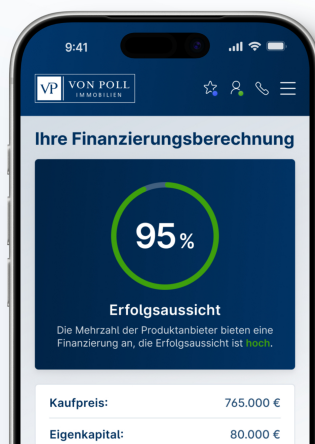 9:41
VP VON POLL
IMMOBILIEN
Ihre Finanzierungsberechnung
95 %
Erfolgsaussicht
Die Mehrzahl der Produktanbieter bieten eine
Finanzierung an, die Erfolgsaussicht ist hoch.
Kaufpreis: 765.000 €
Eigenkapital: 80.000 €